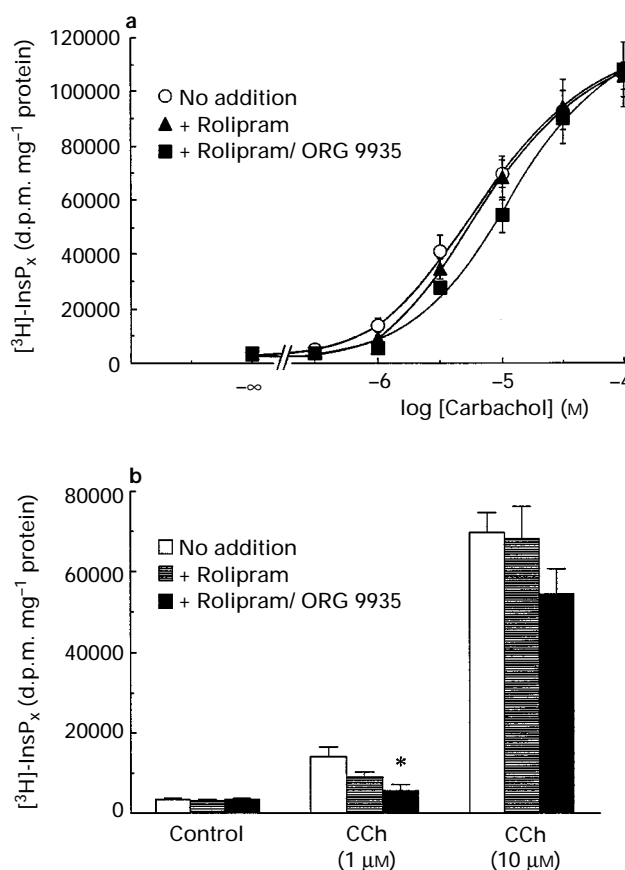 a
120000
100000
80000
60000
40000
20000
0
[³H]-InsPₓ (d.p.m. mg⁻¹ protein)
No addition
+ Rolipram
+ Rolipram/ ORG 9935
–∞
–6
–5
–4
log [Carbachol] (M)
b
80000
60000
40000
20000
0
[³H]-InsPₓ (d.p.m. mg⁻¹ protein)
No addition
+ Rolipram
+ Rolipram/ ORG 9935
*
Control
CCh
(1 μM)
CCh
(10 μM)